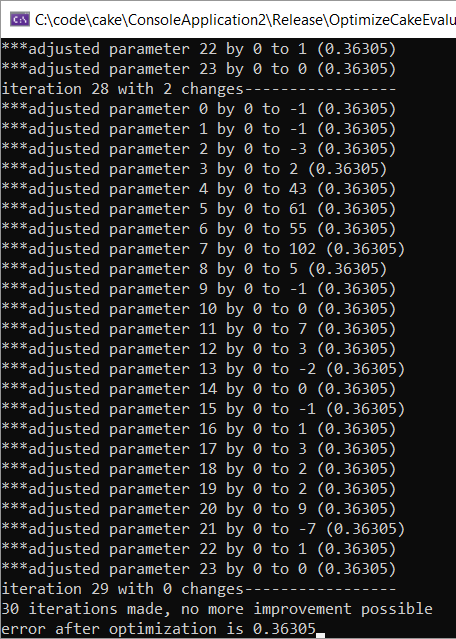 C:\code\cake\ConsoleApplication2\Release\OptimizeCakeEvalu
***adjusted parameter 22 by 0 to 1 (0.36305)
***adjusted parameter 23 by 0 to 0 (0.36305)
iteration 28 with 2 changes-----------------
***adjusted parameter 0 by 0 to -1 (0.36305)
***adjusted parameter 1 by 0 to -1 (0.36305)
***adjusted parameter 2 by 0 to -3 (0.36305)
***adjusted parameter 3 by 0 to 2 (0.36305)
***adjusted parameter 4 by 0 to 43 (0.36305)
***adjusted parameter 5 by 0 to 61 (0.36305)
***adjusted parameter 6 by 0 to 55 (0.36305)
***adjusted parameter 7 by 0 to 102 (0.36305)
***adjusted parameter 8 by 0 to 5 (0.36305)
***adjusted parameter 9 by 0 to -1 (0.36305)
***adjusted parameter 10 by 0 to 0 (0.36305)
***adjusted parameter 11 by 0 to 7 (0.36305)
***adjusted parameter 12 by 0 to 3 (0.36305)
***adjusted parameter 13 by 0 to -2 (0.36305)
***adjusted parameter 14 by 0 to 0 (0.36305)
***adjusted parameter 15 by 0 to -1 (0.36305)
***adjusted parameter 16 by 0 to 1 (0.36305)
***adjusted parameter 17 by 0 to 3 (0.36305)
***adjusted parameter 18 by 0 to 2 (0.36305)
***adjusted parameter 19 by 0 to 2 (0.36305)
***adjusted parameter 20 by 0 to 9 (0.36305)
***adjusted parameter 21 by 0 to -7 (0.36305)
***adjusted parameter 22 by 0 to 1 (0.36305)
***adjusted parameter 23 by 0 to 0 (0.36305)
iteration 29 with 0 changes-----------------
30 iterations made, no more improvement possible
error after optimization is 0.36305